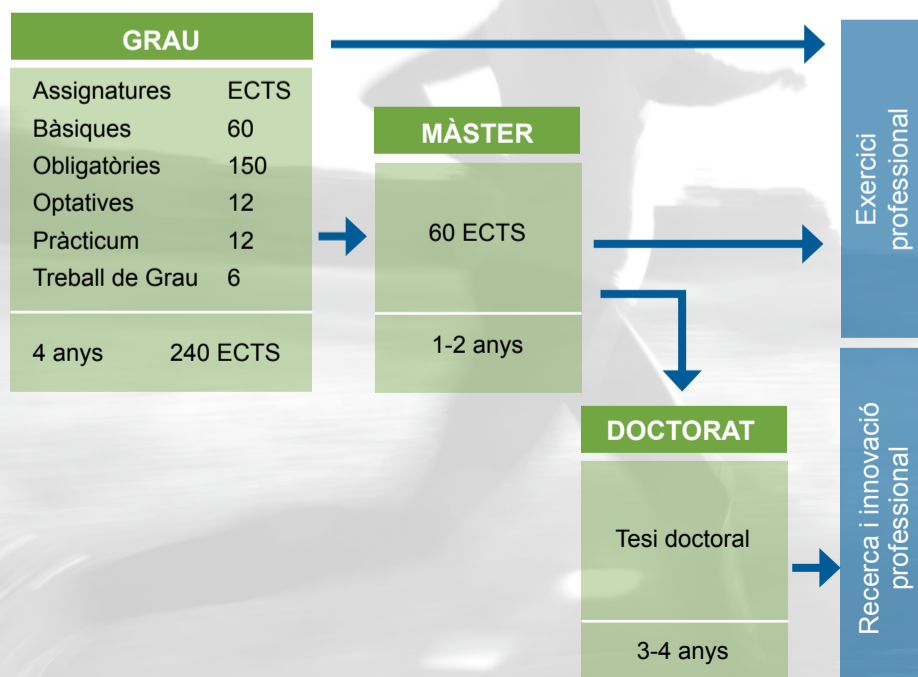 GRAU
Assignatures ECTS
Bàsiques 60
Obligatòries 150
Optatives 12
Pràcticum 12
Treball de Grau 6
4 anys 240 ECTS
MÀSTER
60 ECTS
1-2 anys
DOCTORAT
Tesi doctoral
3-4 anys
Exercici
professional
Recerca i innovació
professional